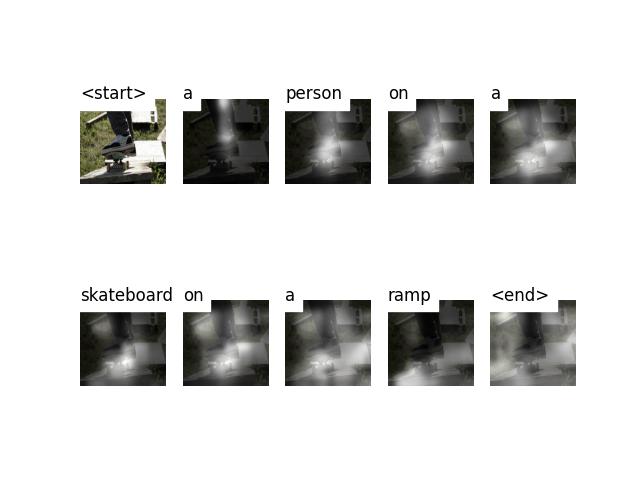 <start> a person on a
skateboard on a ramp <end>